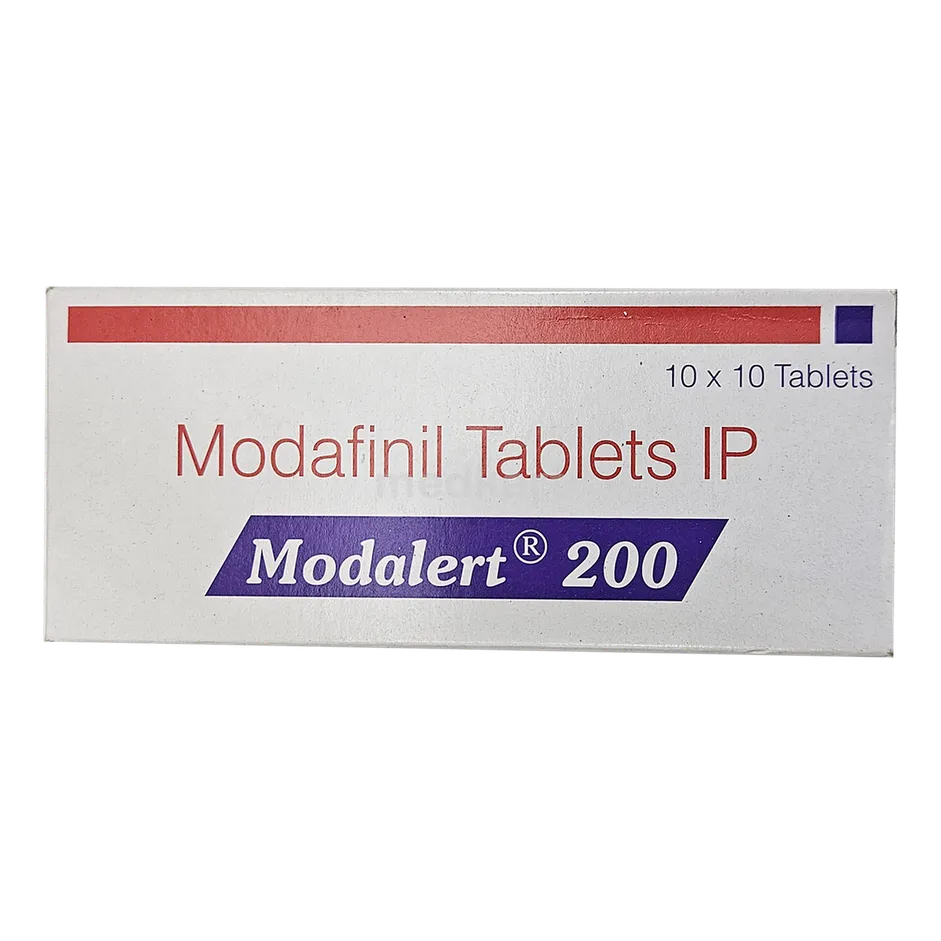 10 x 10 Tablets
Modafinil Tablets IP
Modalert® 200